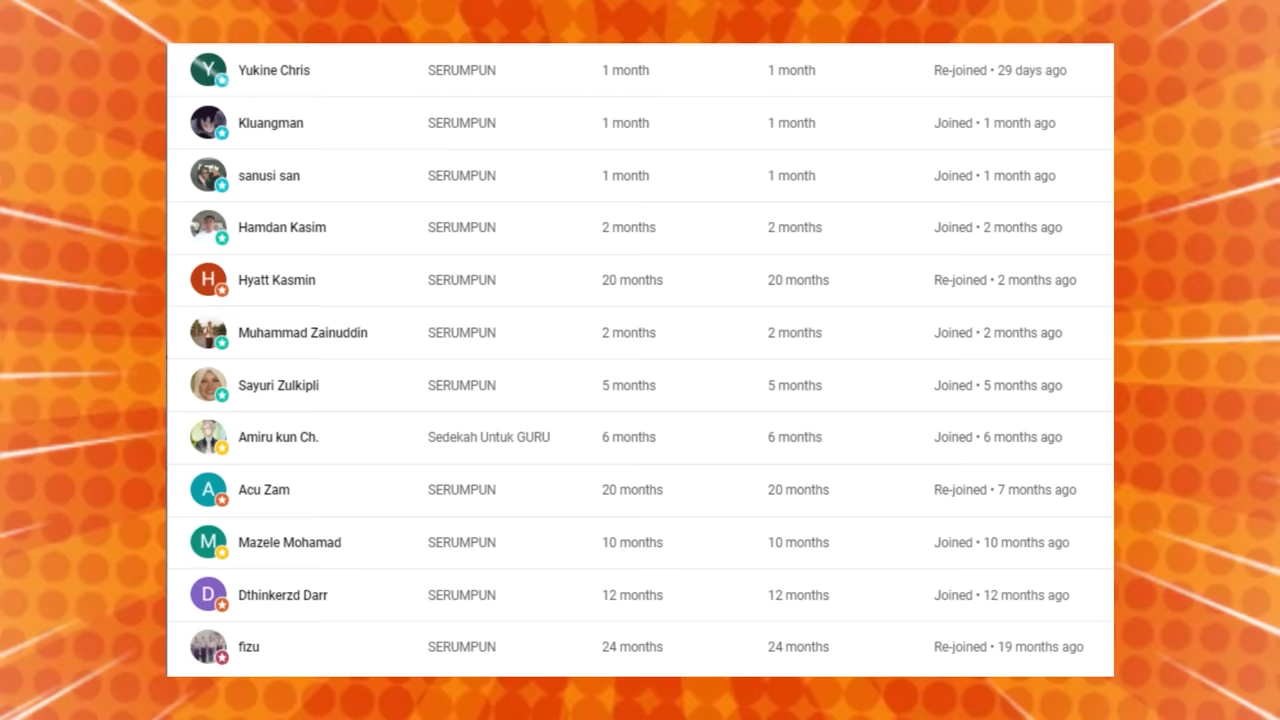 Y Yukine Chris SERUMPUN 1 month 1 month Re-joined • 29 days ago
Kluangman SERUMPUN 1 month 1 month Joined • 1 month ago
sanusi san SERUMPUN 1 month 1 month Joined • 1 month ago
Hamdan Kasim SERUMPUN 2 months 2 months Joined • 2 months ago
H Hyatt Kasmin SERUMPUN 20 months 20 months Re-joined • 2 months ago
Muhammad Zainuddin SERUMPUN 2 months 2 months Joined • 2 months ago
Sayuri Zulkipli SERUMPUN 5 months 5 months Joined • 5 months ago
Amiru kun Ch. Sedekah Untuk GURU 6 months 6 months Joined • 6 months ago
A Acu Zam SERUMPUN 20 months 20 months Re-joined • 7 months ago
M Mazele Mohamad SERUMPUN 10 months 10 months Joined • 10 months ago
D Dthinkerzd Darr SERUMPUN 12 months 12 months Joined • 12 months ago
fizu SERUMPUN 24 months 24 months Re-joined • 19 months ago